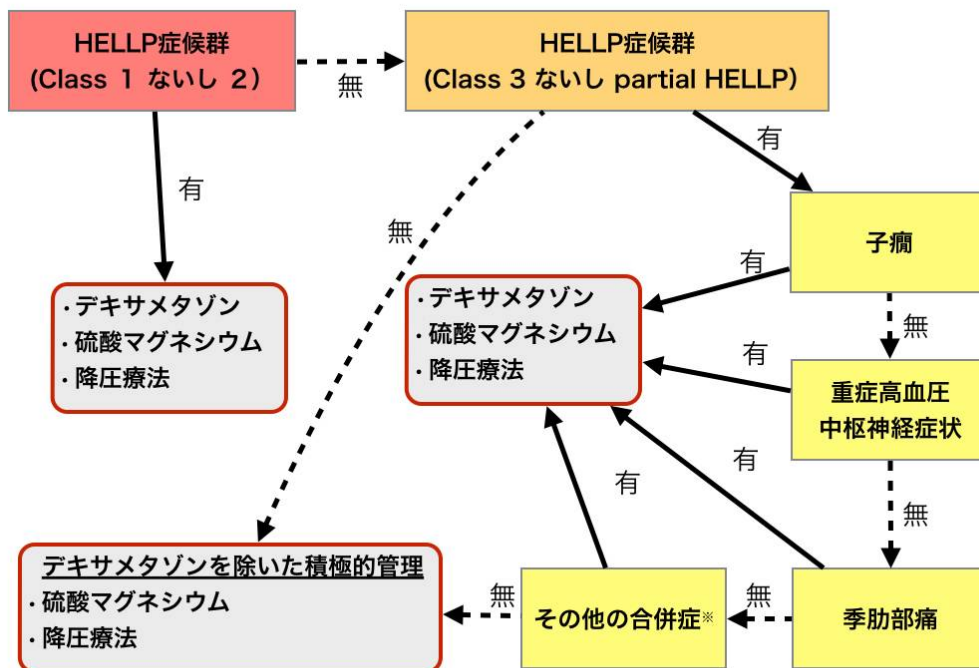 HELLP症候群
(Class 1 ないし 2)
無
HELLP症候群
(Class 3 ないし partial HELLP)
有
有
無
子癇
有
・デキサメタゾン
・硫酸マグネシウム
・降圧療法
・デキサメタゾン
・硫酸マグネシウム
・降圧療法
無
有
重症高血圧
中枢神経症状
有
有
無
デキサメタゾンを除いた積極的管理
・硫酸マグネシウム
・降圧療法
無
その他の合併症※
無
季肋部痛